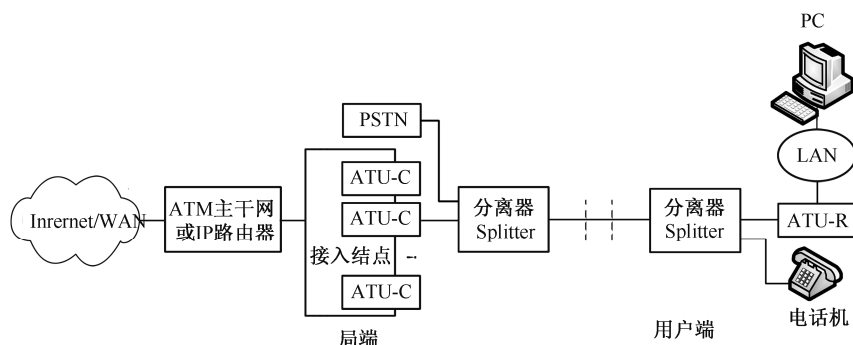 PC
PSTN
LAN
ATU-C
Inrernet/WAN
ATM主干网
或IP路由器
ATU-C
分离器
Splitter
分离器
Splitter
ATU-R
接入结点
...
ATU-C
局端
用户端
电话机